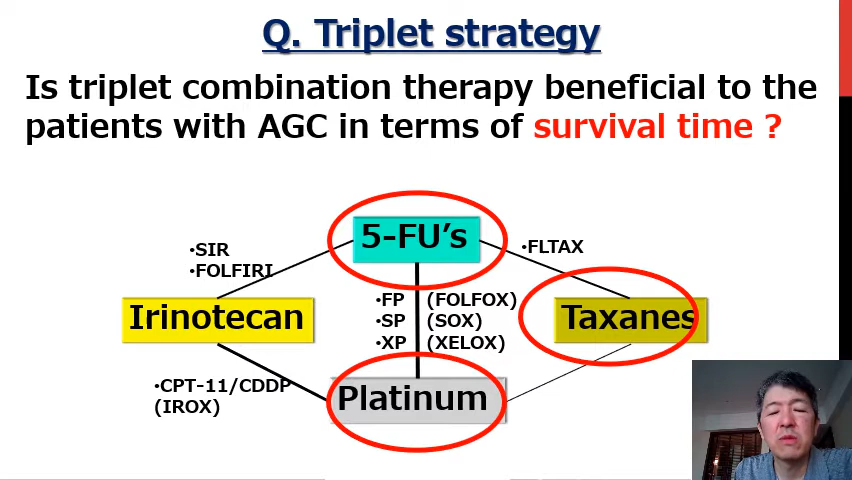 Q. Triplet strategy
Is triplet combination therapy beneficial to the
patients with AGC in terms of survival time ?
5-FU's
•SIR
•FOLFIRI
•FLTAX
•FP (FOLFOX)
•SP (SOX)
•XP (XELOX)
Irinotecan
Taxanes
•CPT-11/CDDP
(IROX)
Platinum